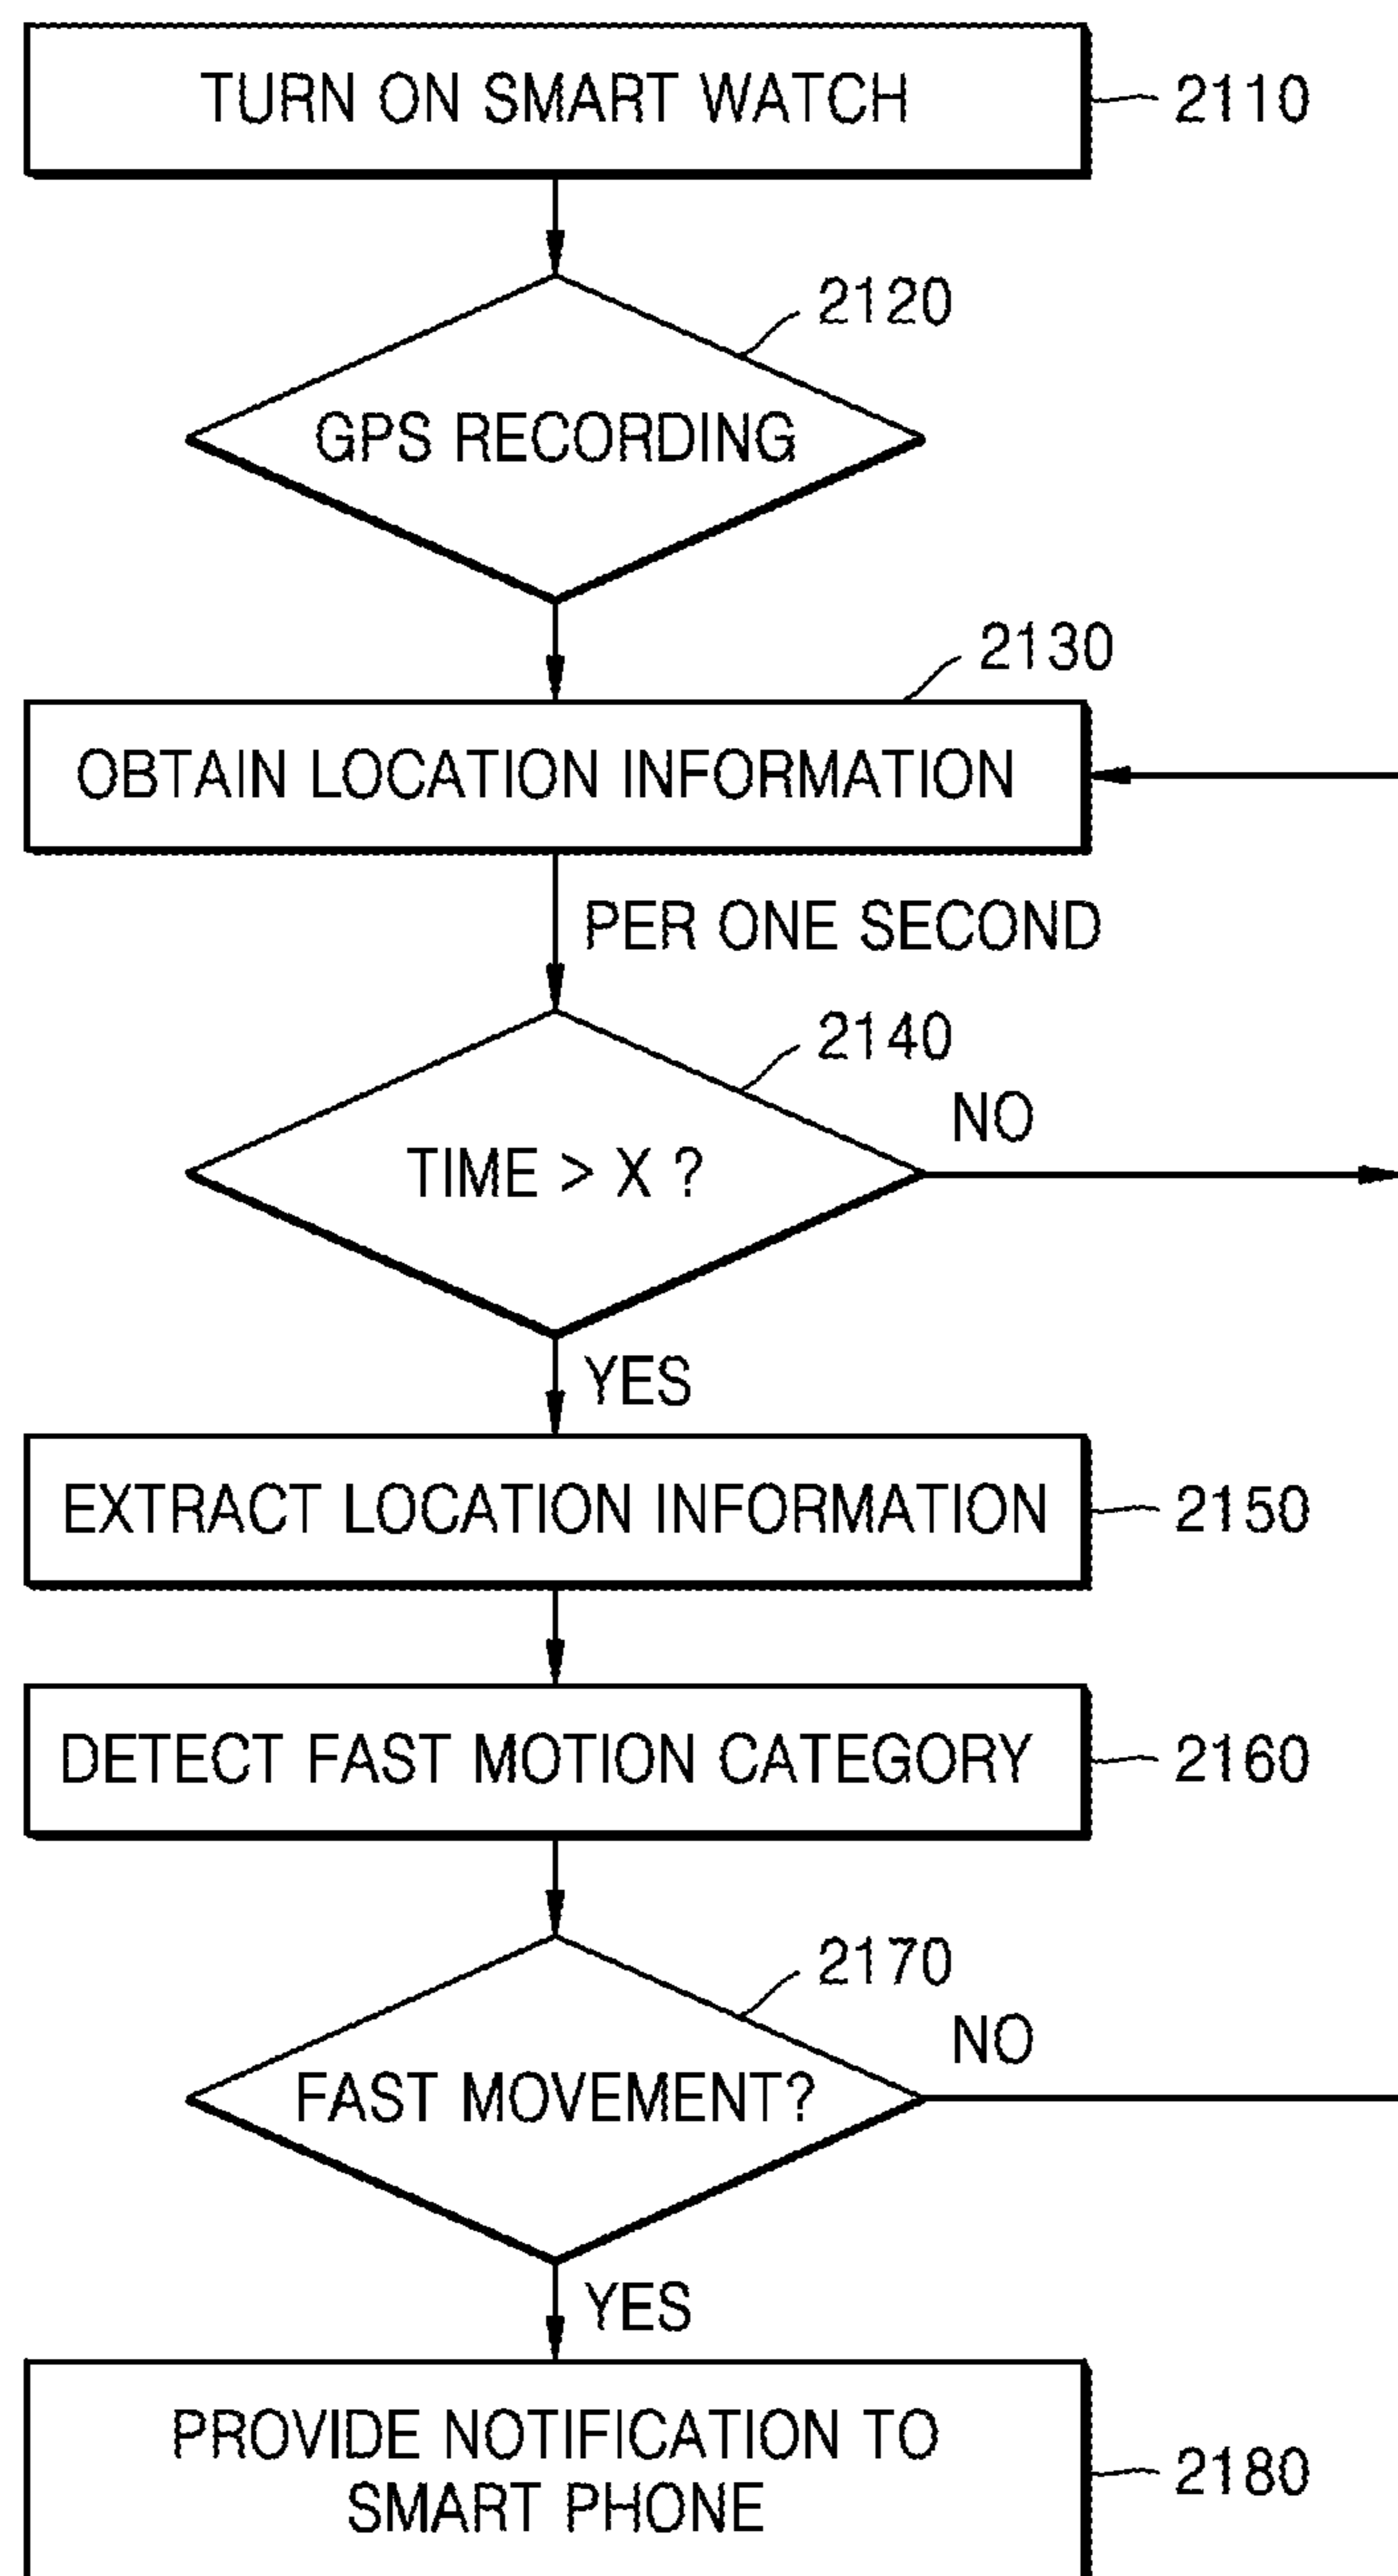 TURN ON SMART WATCH
2110
2120
GPS RECORDING
2130
OBTAIN LOCATION INFORMATION
PER ONE SECOND
2140
NO
TIME > X ?
YES
EXTRACT LOCATION INFORMATION
2150
DETECT FAST MOTION CATEGORY
2160
2170
NO
FAST MOVEMENT?
YES
PROVIDE NOTIFICATION TO
SMART PHONE
2180